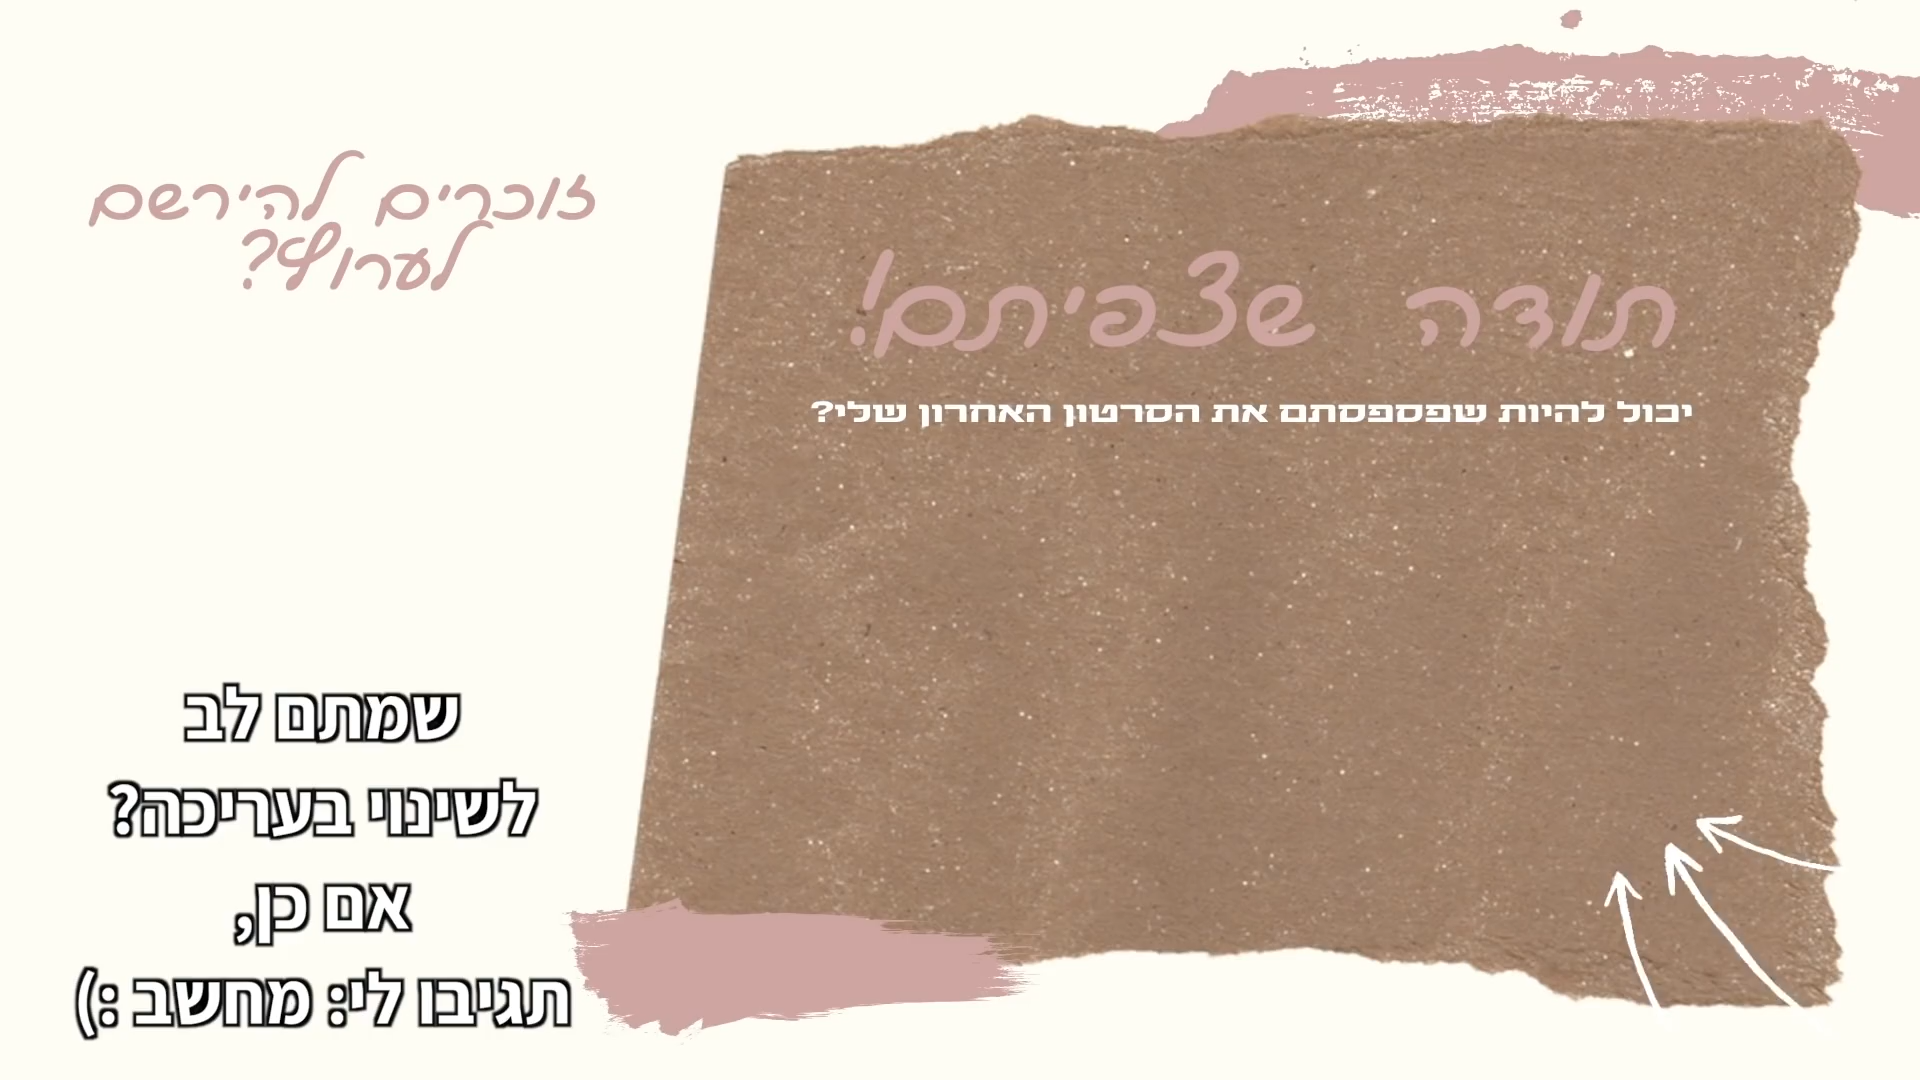 זוכרים להירשם
לערוץ?
תודה שצפיתם!
יכול להיות שפספסתם את הסרטון האחרון שלי?
שמתם לב
לשינוי בעריכה?
אם כן,
תגיבו לי: מחשב :)